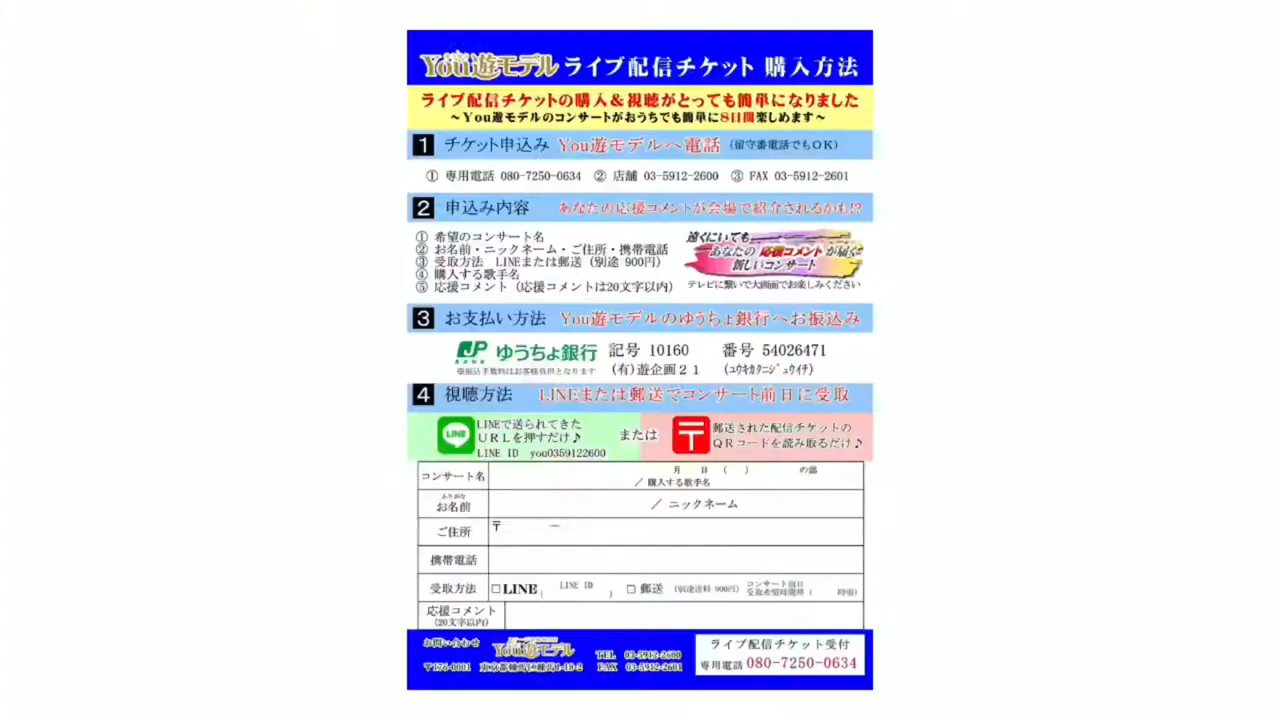 You遊モデル ライブ配信チケット 購入方法
ライブ配信チケットの購入&視聴がとっても簡単になりました
～You遊モデルのコンサートがおうちでも簡単に8日間楽しめます～
1 チケット申込み You遊モデルへ電話 (留守番電話でもOK)
① 専用電話 080-7250-0634 ② 店舗 03-5912-2600 ③ FAX 03-5912-2601
2 申込み内容 あなたの応援コメントが会場で紹介されるかも!?
① 希望のコンサート名
② お名前・ニックネーム・ご住所・携帯電話
③ 受取方法 LINEまたは郵送 (別途 900円)
④ 購入する歌手名
⑤ 応援コメント (応援コメントは20文字以内)
遠くにいても
あなたの応援コメントが届く
新しいコンサート
テレビに繋いで大画面でお楽しみください
3 お支払い方法 You遊モデルのゆうちょ銀行へお振込み
JP BANK ゆうちょ銀行 記号 10160 番号 54026471
※振込手数料はお客様負担となります (有)遊企画21 (ユウキカクニジュウイチ)
4 視聴方法 LINEまたは郵送でコンサート前日に受取
LINE LINEで送られてきた
URLを押すだけ♪
LINE ID you0359122600
または
〒 郵送された配信チケットの
QRコードを読み取るだけ♪
コンサート名 月 日 ( ) の部
／ 購入する歌手名
ふりがな
お名前 ／ ニックネーム
ご住所 〒 ―
携帯電話
受取方法 □LINE ( LINE ID ) □ 郵送 (別途送料 900円) コンサート前日
受取希望時間帯 ( 時頃)
応援コメント
(20文字以内)
お問い合わせ You遊モデル TEL 03-5912-2600
〒176-0001 東京都練馬区練馬1-18-2 FAX 03-5912-2601
ライブ配信チケット受付
専用電話 080-7250-0634